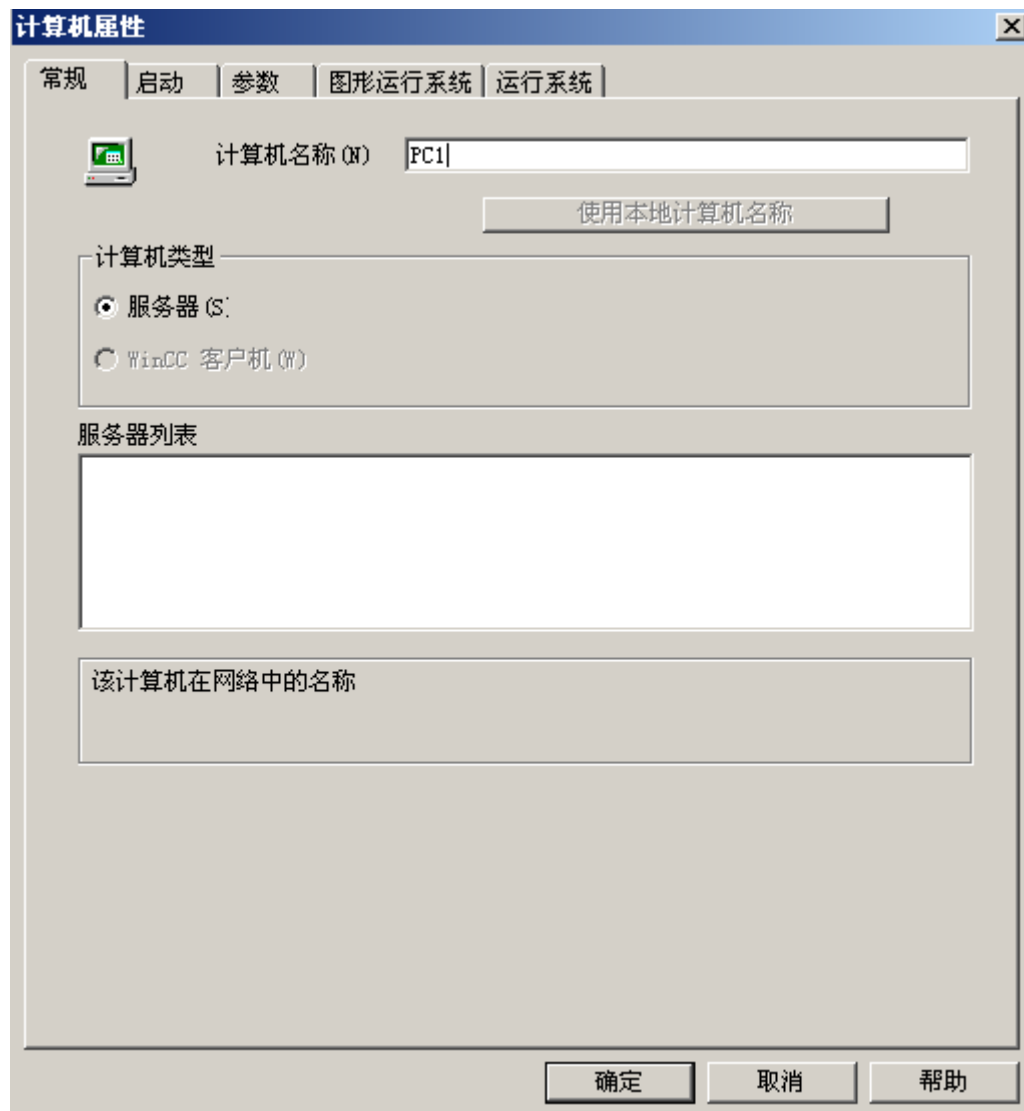 计算机属性
常规 启动 参数 图形运行系统 运行系统
计算机名称(N) PC1
使用本地计算机名称
计算机类型
服务器(S)
WinCC 客户机(W)
服务器列表
该计算机在网络中的名称
确定 取消 帮助